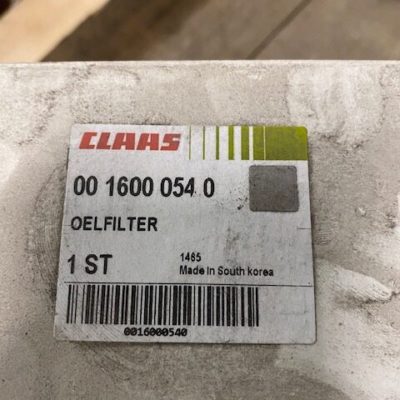 CLAAS
00 1600 054 0
OELFILTER
1 ST
1465
Made in South korea
0016000540